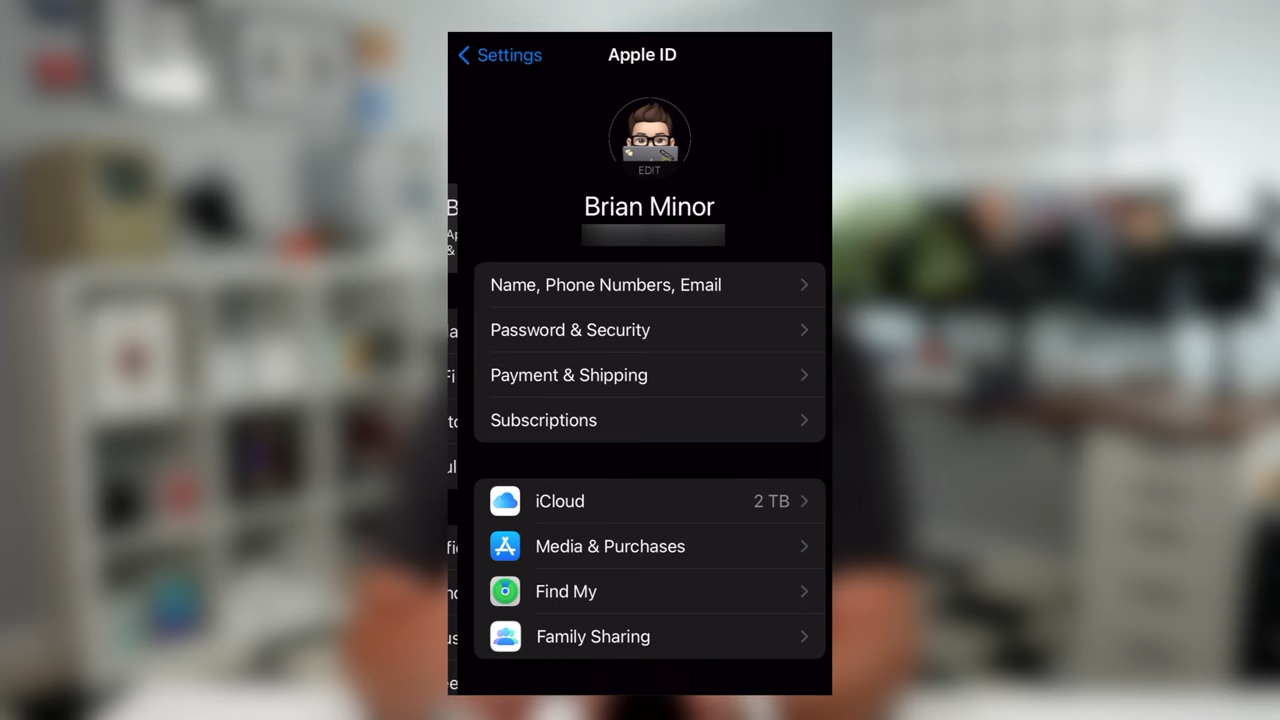 Settings
Apple ID
EDIT
Brian Minor
Name, Phone Numbers, Email
Password & Security
Payment & Shipping
Subscriptions
iCloud
2 TB
Media & Purchases
Find My
Family Sharing